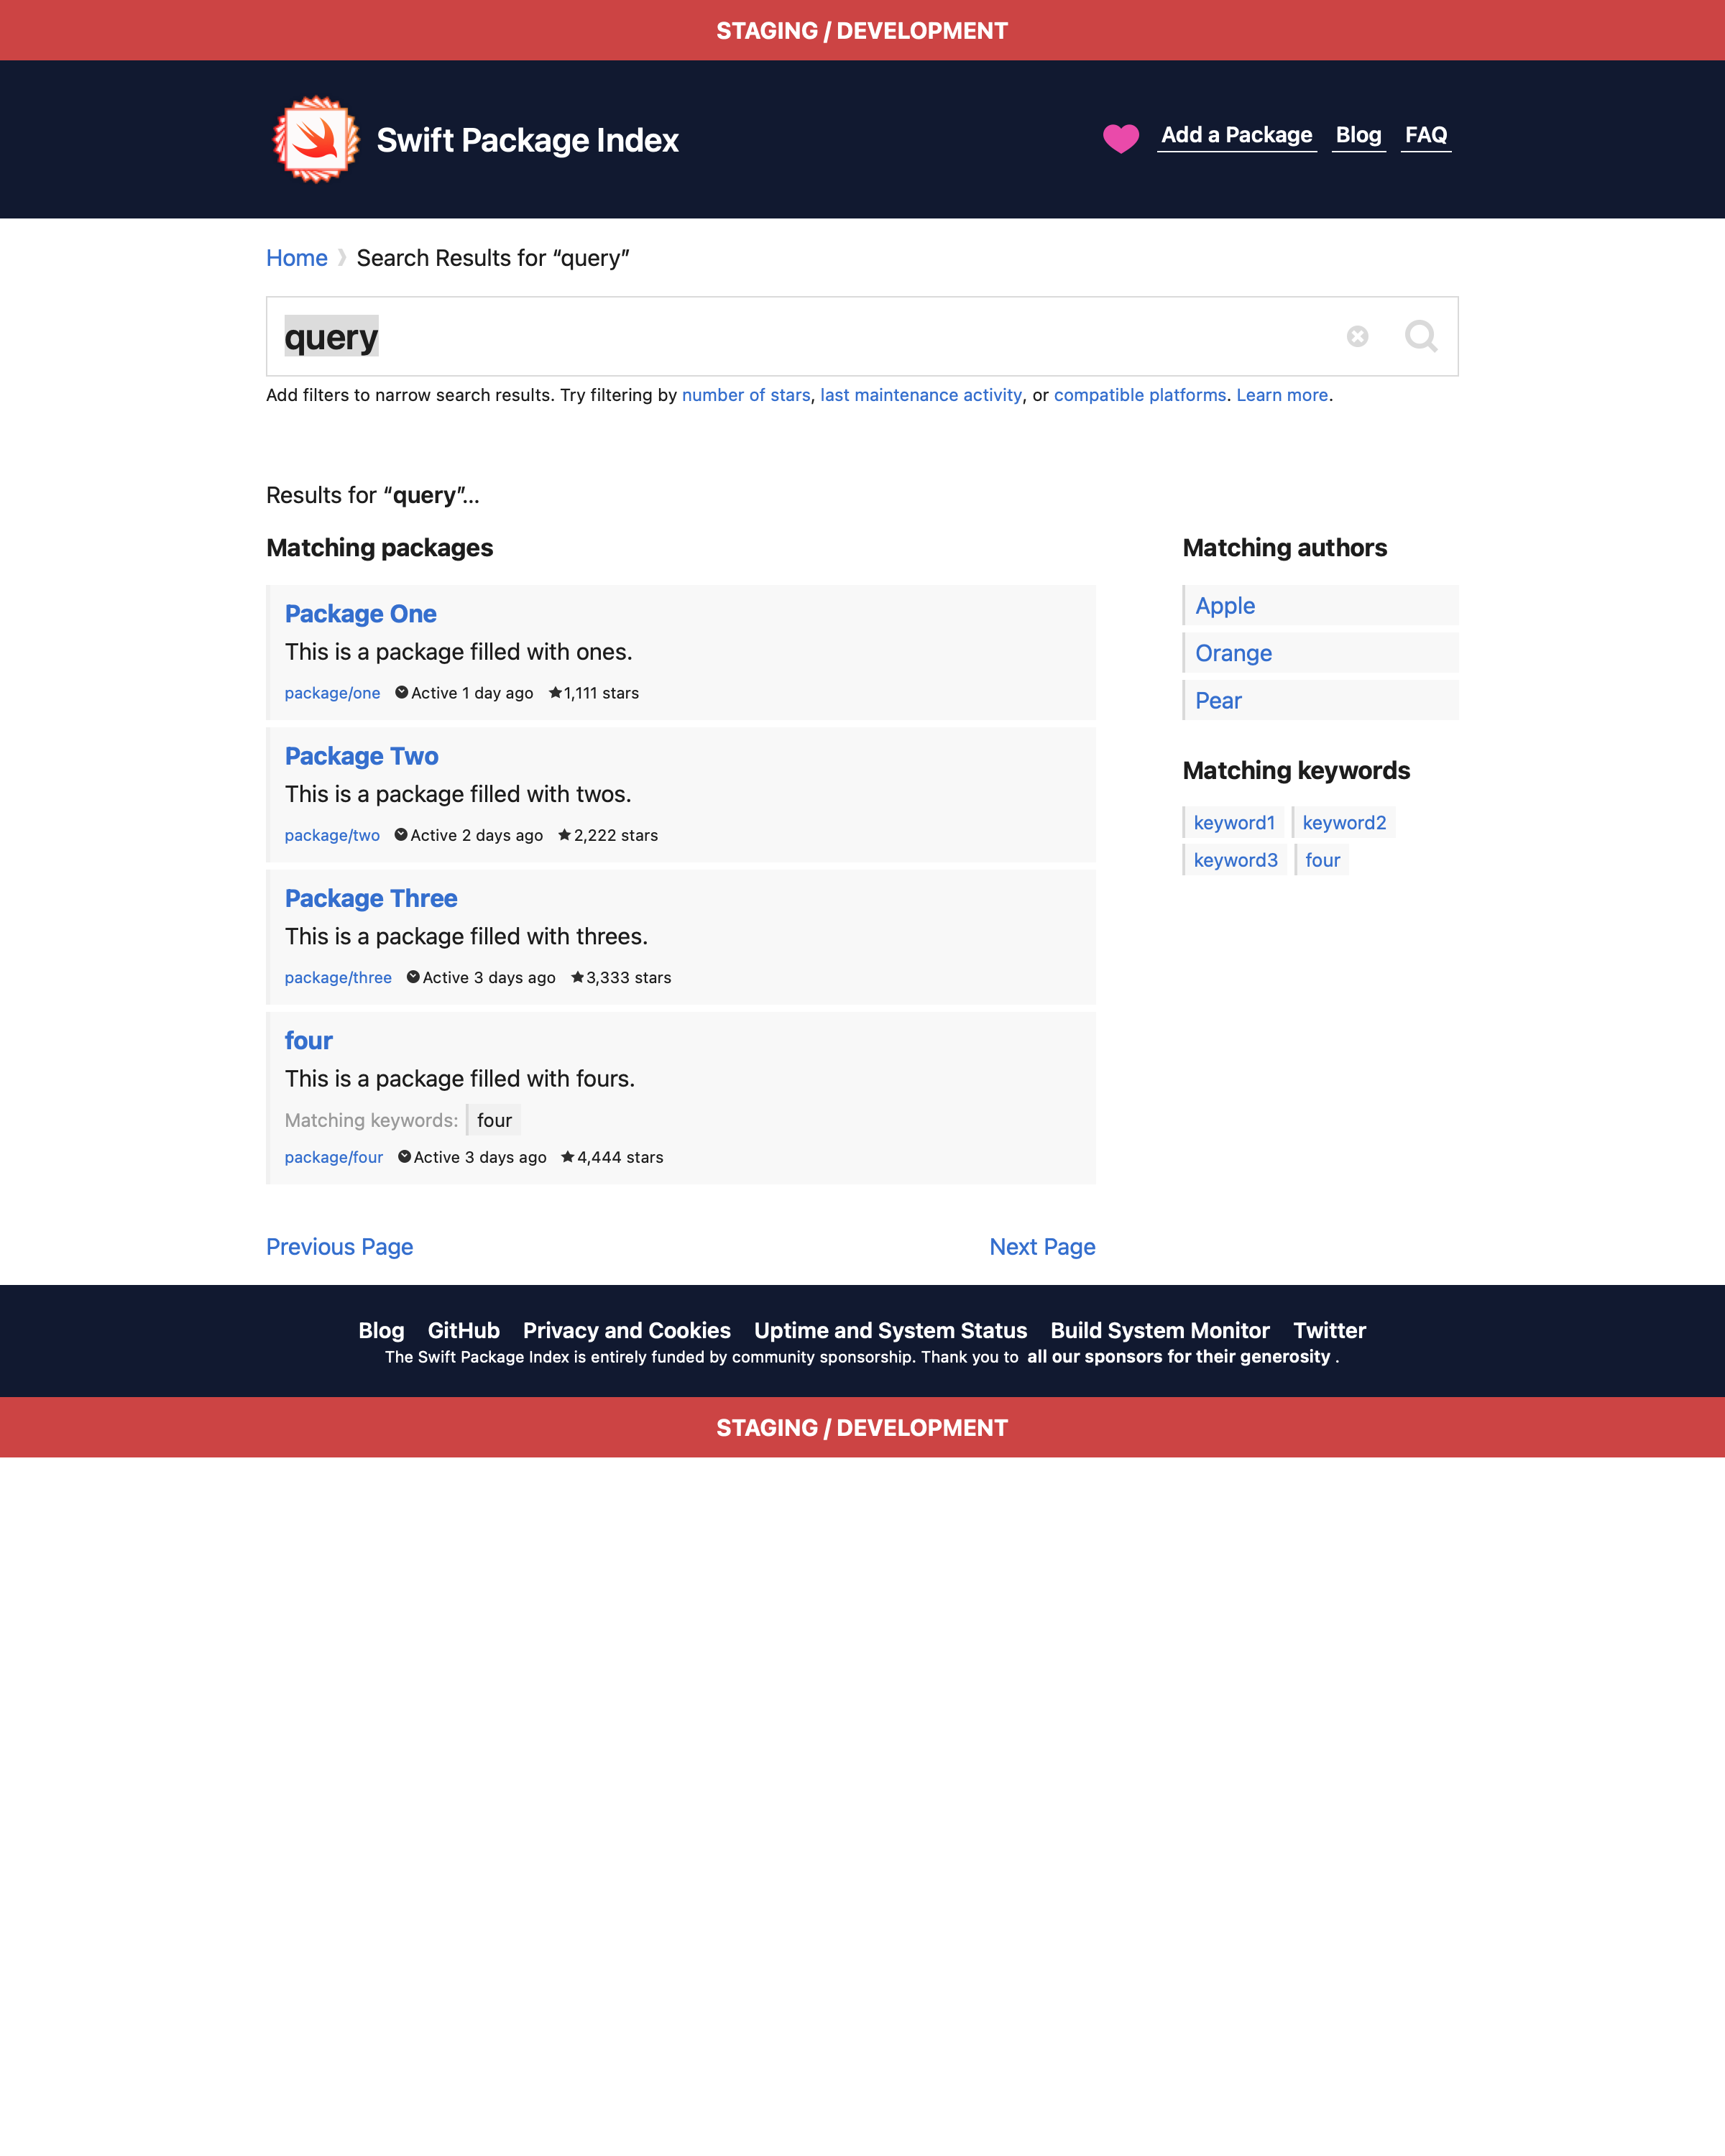 STAGING / DEVELOPMENT
Swift Package Index
Add a Package Blog FAQ
Home Search Results for “query”
query
Add filters to narrow search results. Try filtering by number of stars, last maintenance activity, or compatible platforms. Learn more.
Results for “query”…
Matching packages
Package One
This is a package filled with ones.
package/one Active 1 day ago 1,111 stars
Package Two
This is a package filled with twos.
package/two Active 2 days ago 2,222 stars
Package Three
This is a package filled with threes.
package/three Active 3 days ago 3,333 stars
four
This is a package filled with fours.
Matching keywords: four
package/four Active 3 days ago 4,444 stars
Previous Page Next Page
Matching authors
Apple
Orange
Pear
Matching keywords
keyword1 keyword2
keyword3 four
Blog GitHub Privacy and Cookies Uptime and System Status Build System Monitor Twitter
The Swift Package Index is entirely funded by community sponsorship. Thank you to all our sponsors for their generosity .
STAGING / DEVELOPMENT